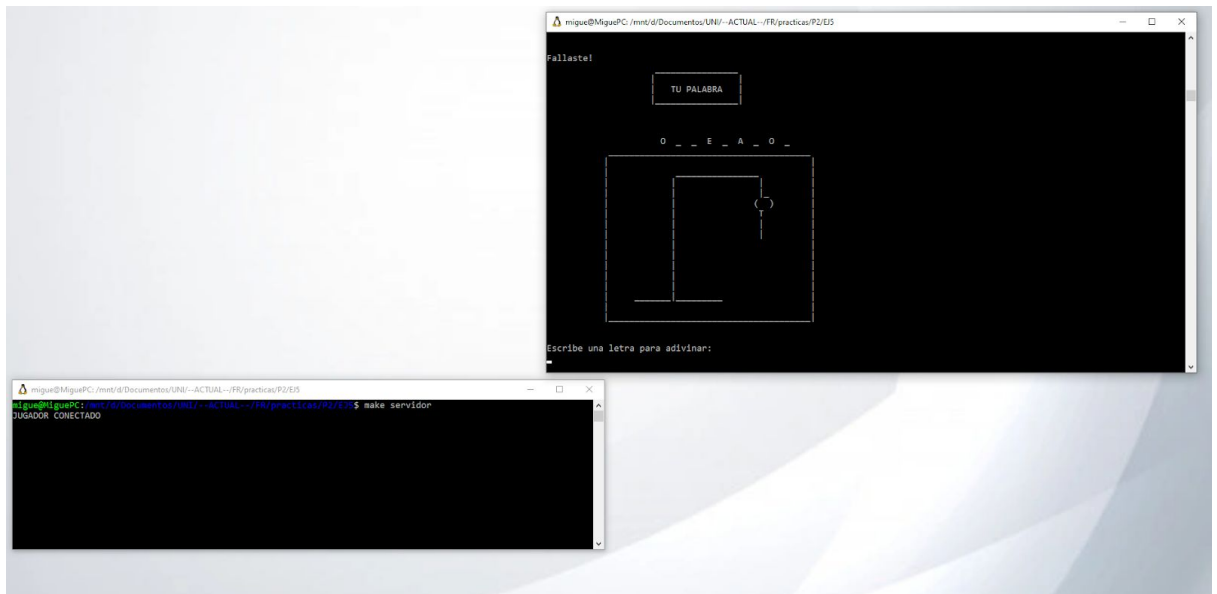 migue@MiguePC: /mnt/d/Documentos/UNI/--ACTUAL--/FR/practicas/P2/EJ5
Fallaste!
TU PALABRA
O _ _ E _ A _ O _
Escribe una letra para adivinar:
migue@MiguePC: /mnt/d/Documentos/UNI/--ACTUAL--/FR/practicas/P2/EJ5
migue@MiguePC:/mnt/d/Documentos/UNI/--ACTUAL--/FR/practicas/P2/EJ5$ make servidor
JUGADOR CONECTADO